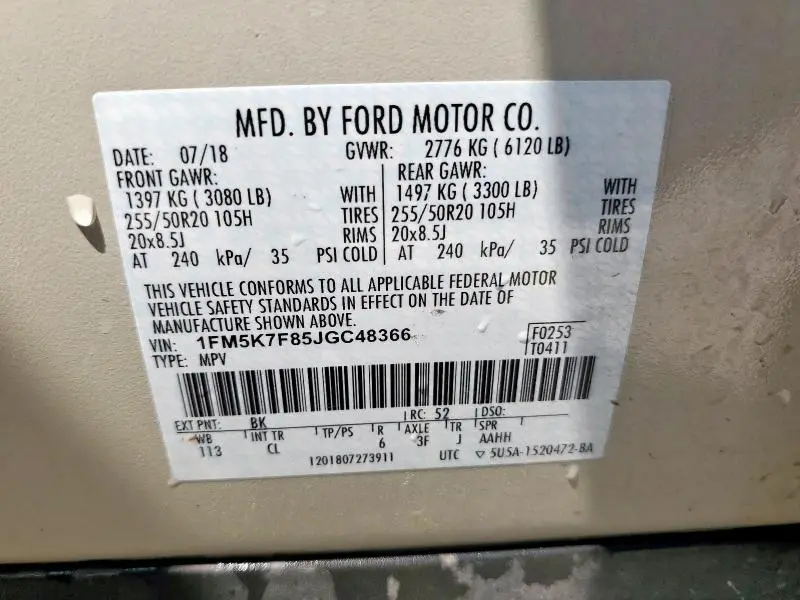 MFD. BY FORD MOTOR CO.
DATE: 07/18 GVWR: 2776 KG ( 6120 LB)
FRONT GAWR: REAR GAWR:
1397 KG ( 3080 LB) WITH 1497 KG ( 3300 LB) WITH
255/50R20 105H TIRES 255/50R20 105H TIRES
20x8.5J RIMS 20x8.5J RIMS
AT 240 kPa/ 35 PSI COLD AT 240 kPa/ 35 PSI COLD
THIS VEHICLE CONFORMS TO ALL APPLICABLE FEDERAL MOTOR
VEHICLE SAFETY STANDARDS IN EFFECT ON THE DATE OF
MANUFACTURE SHOWN ABOVE.
VIN: 1FM5K7F85JGC48366 F0253
TYPE: MPV T0411
EXT PNT: BK RC: 52 DSO:
WB INT TR TP/PS R AXLE TR SPR
113 CL 6 3F J AAHH
1201807273911 UTC 5U5A-1520472-BA